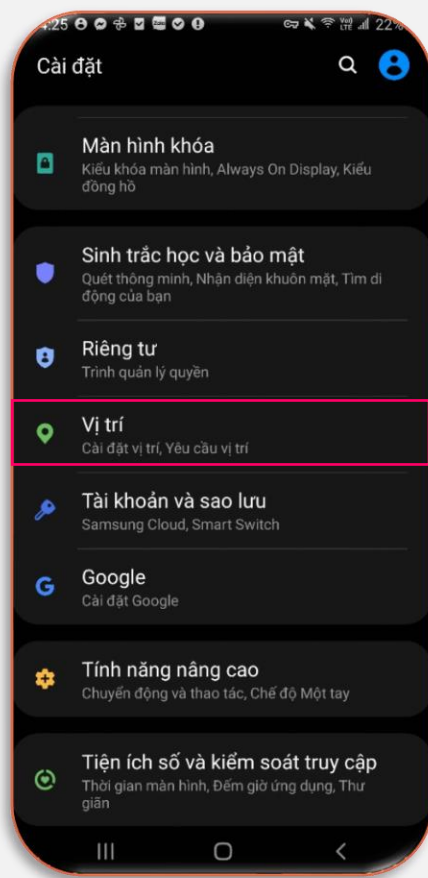 4:25
22%
Cài đặt
Màn hình khóa
Kiểu khóa màn hình, Always On Display, Kiểu
đồng hồ
Sinh trắc học và bảo mật
Quét thông minh, Nhận diện khuôn mặt, Tìm di
động của bạn
Riêng tư
Trình quản lý quyền
Vị trí
Cài đặt vị trí, Yêu cầu vị trí
Tài khoản và sao lưu
Samsung Cloud, Smart Switch
Google
Cài đặt Google
Tính năng nâng cao
Chuyển động và thao tác, Chế độ Một tay
Tiện ích số và kiểm soát truy cập
Thời gian màn hình, Đếm giờ ứng dụng, Thư
giãn